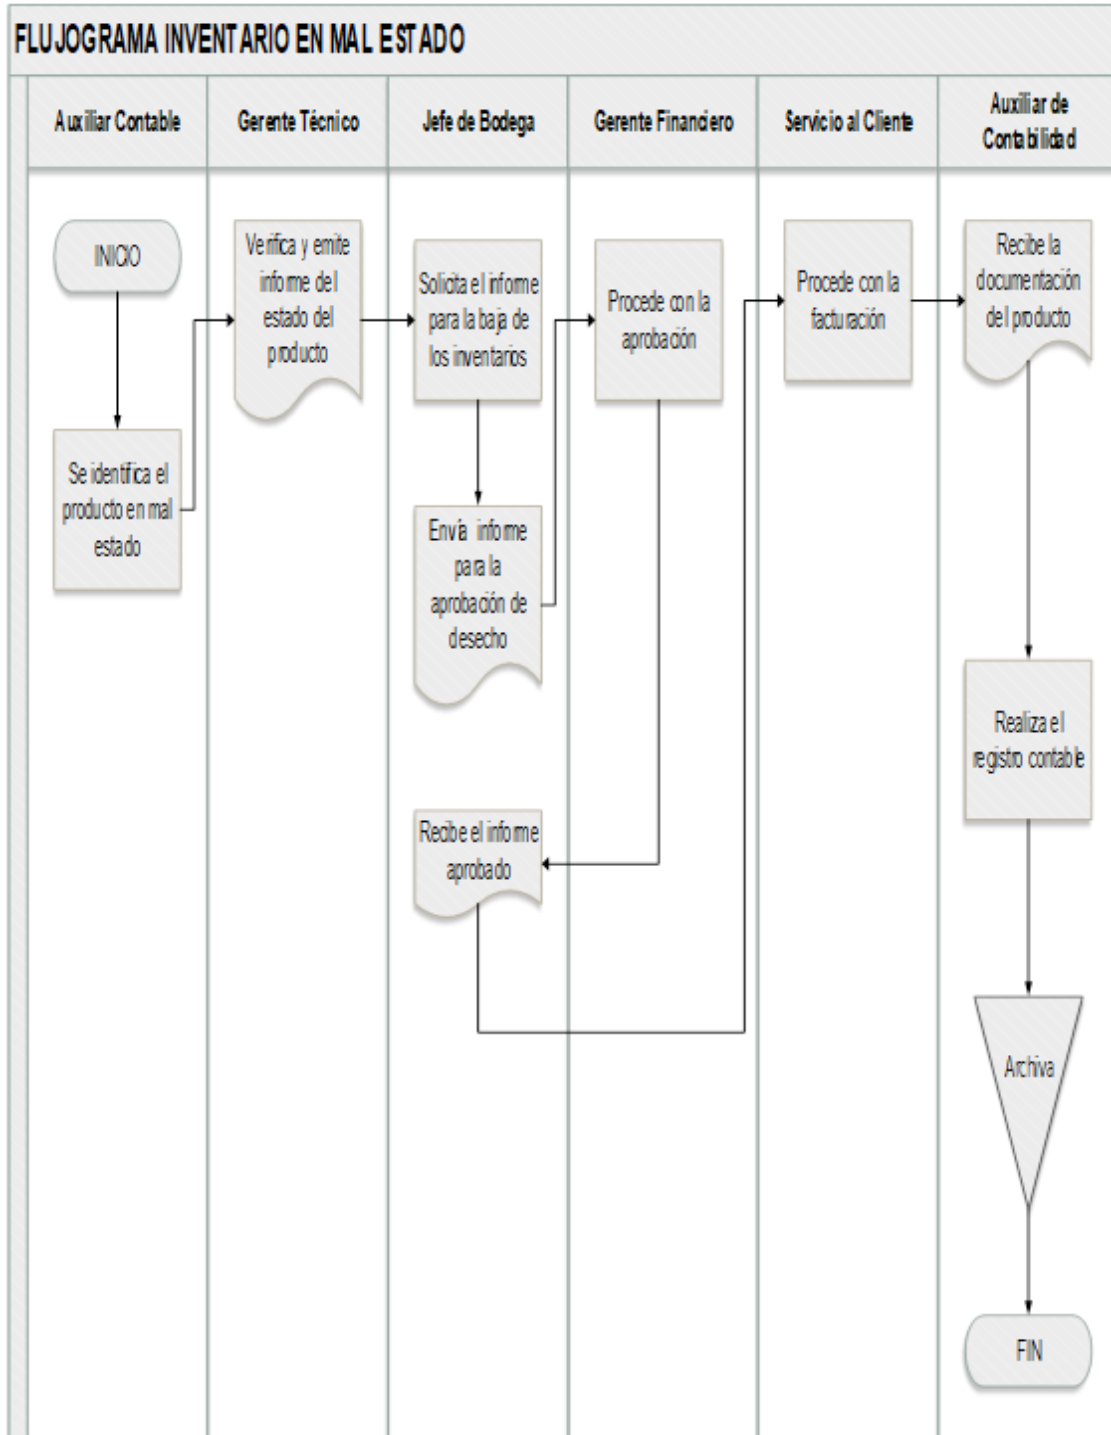 FLUJOGRAMA INVENTARIO EN MAL ESTADO
Auxiliar Contable
Gerente Técnico
Jefe de Bodega
Gerente Financiero
Servicio al Cliente
Auxiliar de
Contabilidad
INICIO
Se identifica el
producto en mal
estado
Verifica y emite
informe del
estado del
producto
Solicita el informe
para la baja de
los inventarios
Envía informe
para la
aprobación de
desecho
Procede con la
aprobación
Recibe el informe
aprobado
Procede con la
facturación
Recibe la
documentación
del producto
Realiza el
registro contable
Archiva
FIN